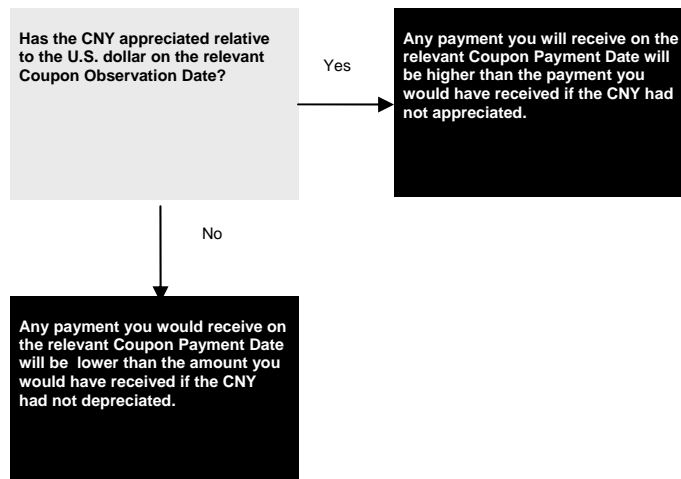 Has the CNY appreciated relative
to the U.S. dollar on the relevant
Coupon Observation Date?
Yes
Any payment you will receive on the
relevant Coupon Payment Date will
be higher than the payment you
would have received if the CNY had
not appreciated.
No
Any payment you would receive on
the relevant Coupon Payment Date
will be  lower than the amount you
would have received if the CNY
had not depreciated.